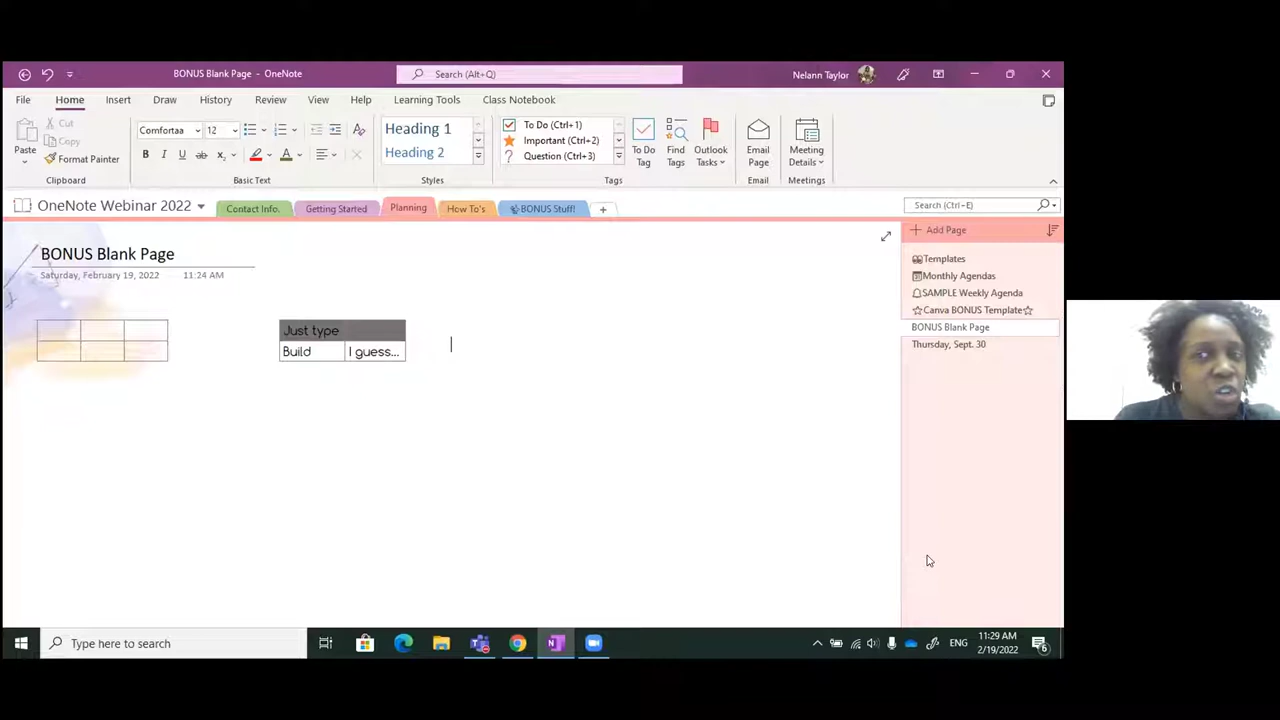 BONUS Blank Page - OneNote
Search (Alt+Q)
Nelann Taylor
File Home Insert Draw History Review View Help Learning Tools Class Notebook
Paste
Cut
Copy
Format Painter
Clipboard
Comfortaa 12
B I U ab x₂ A
Basic Text
Heading 1
Heading 2
Styles
To Do (Ctrl+1)
Important (Ctrl+2)
Question (Ctrl+3)
To Do Tag
Find Tags
Outlook Tasks
Tags
Email Page
Email
Meeting Details
Meetings
OneNote Webinar 2022
Contact Info. Getting Started Planning How To's BONUS Stuff!
Search (Ctrl+E)
BONUS Blank Page
Saturday, February 19, 2022 11:24 AM
Just type
Build I guess...
Add Page
Templates
Monthly Agendas
SAMPLE Weekly Agenda
Canva BONUS Template
BONUS Blank Page
Thursday, Sept. 30
Type here to search
ENG
11:29 AM
2/19/2022
6